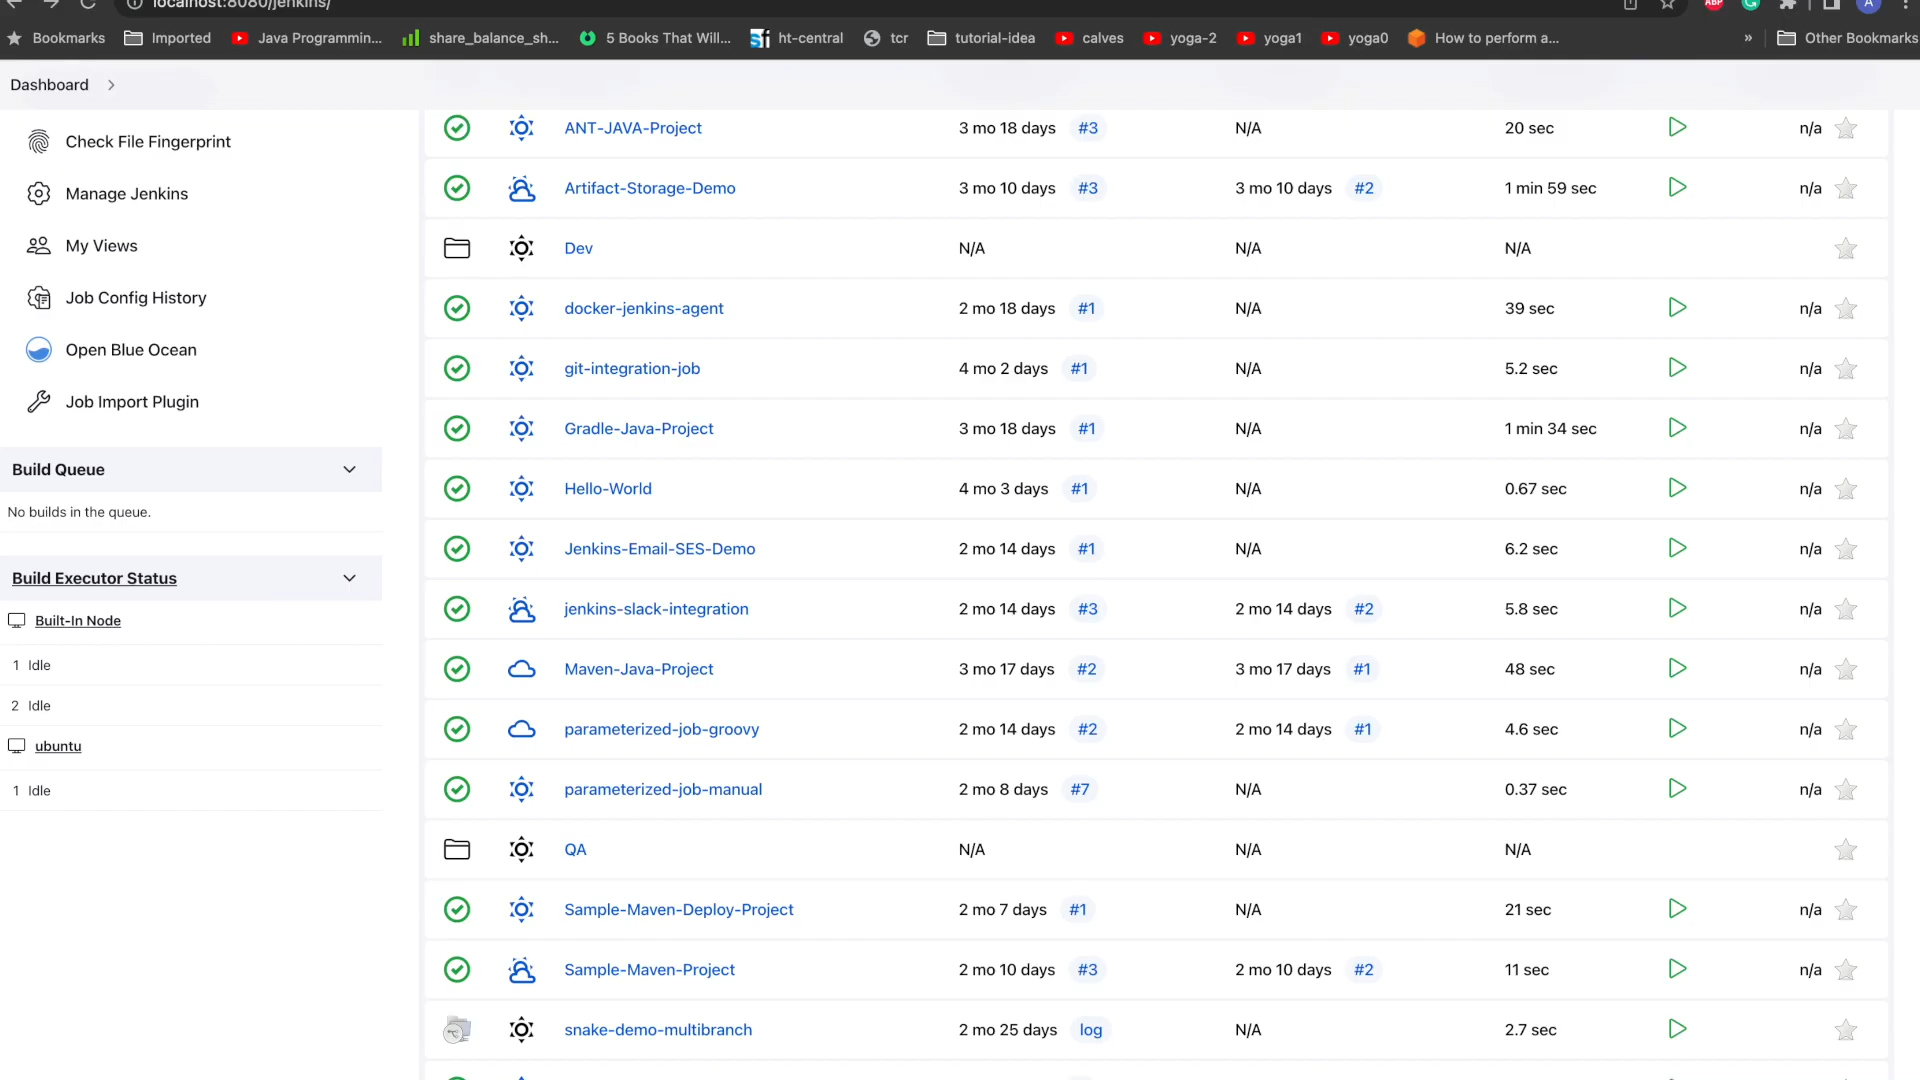 localhost:8080/jenkins/
ABP
A
Bookmarks Imported Java Programmin... share_balance_sh... 5 Books That Will... ht-central tcr tutorial-idea calves yoga-2 yoga1 yoga0 How to perform a... » Other Bookmarks
Dashboard
Check File Fingerprint
Manage Jenkins
My Views
Job Config History
Open Blue Ocean
Job Import Plugin
Build Queue
No builds in the queue.
Build Executor Status
Built-In Node
1 Idle
2 Idle
ubuntu
1 Idle
ANT-JAVA-Project 3 mo 18 days #3 N/A 20 sec n/a
Artifact-Storage-Demo 3 mo 10 days #3 3 mo 10 days #2 1 min 59 sec n/a
Dev N/A N/A N/A
docker-jenkins-agent 2 mo 18 days #1 N/A 39 sec n/a
git-integration-job 4 mo 2 days #1 N/A 5.2 sec n/a
Gradle-Java-Project 3 mo 18 days #1 N/A 1 min 34 sec n/a
Hello-World 4 mo 3 days #1 N/A 0.67 sec n/a
Jenkins-Email-SES-Demo 2 mo 14 days #1 N/A 6.2 sec n/a
jenkins-slack-integration 2 mo 14 days #3 2 mo 14 days #2 5.8 sec n/a
Maven-Java-Project 3 mo 17 days #2 3 mo 17 days #1 48 sec n/a
parameterized-job-groovy 2 mo 14 days #2 2 mo 14 days #1 4.6 sec n/a
parameterized-job-manual 2 mo 8 days #7 N/A 0.37 sec n/a
QA N/A N/A N/A
Sample-Maven-Deploy-Project 2 mo 7 days #1 N/A 21 sec n/a
Sample-Maven-Project 2 mo 10 days #3 2 mo 10 days #2 11 sec n/a
snake-demo-multibranch 2 mo 25 days log N/A 2.7 sec